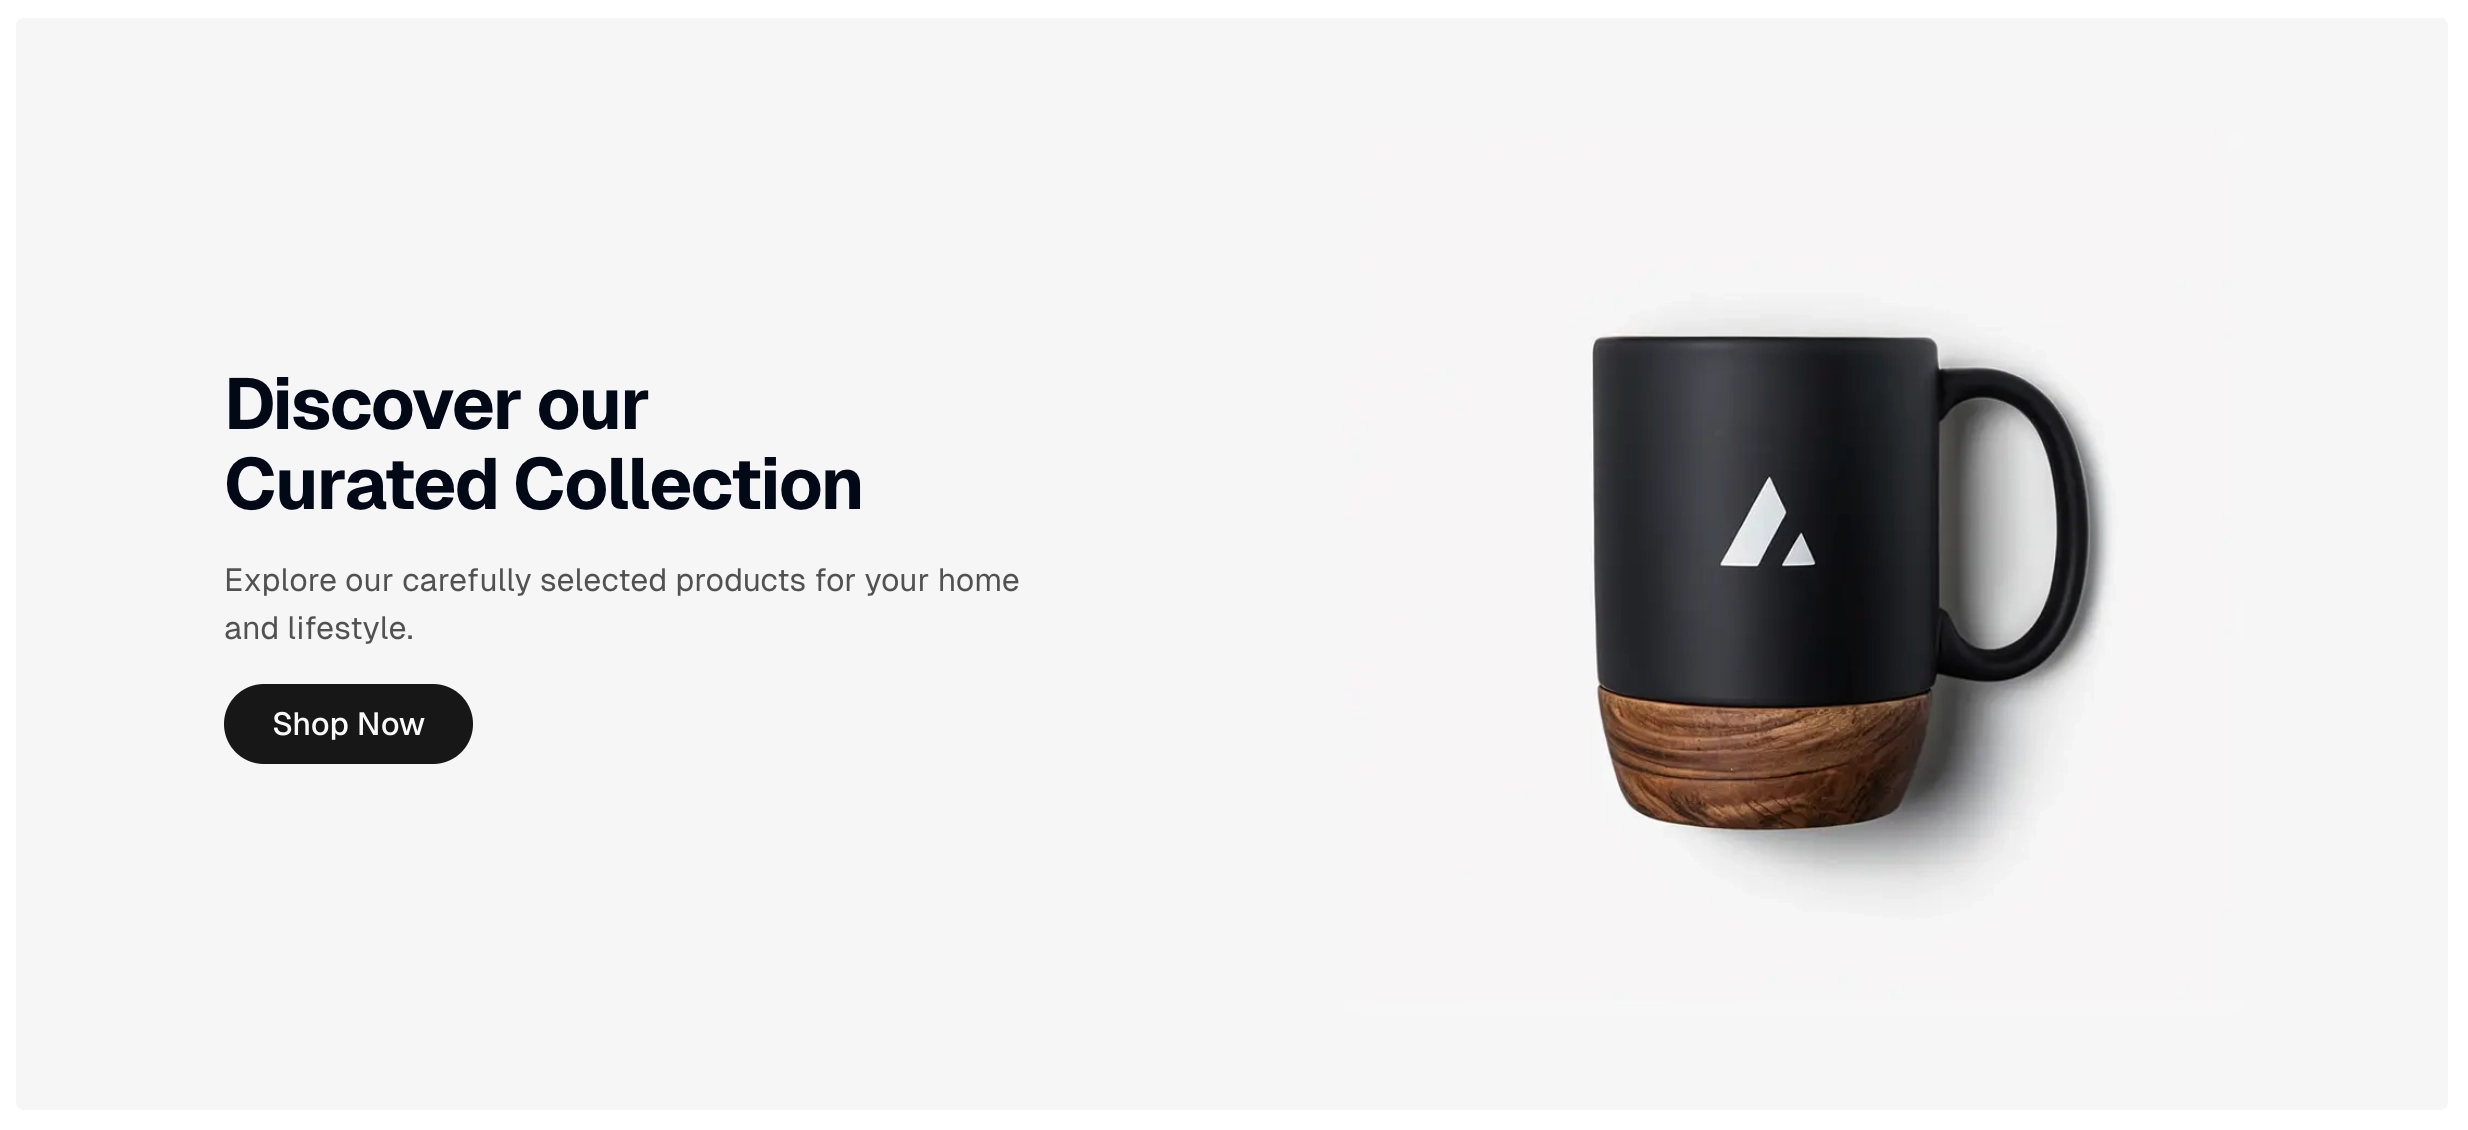 Discover our
Curated Collection
Explore our carefully selected products for your home
and lifestyle.
Shop Now